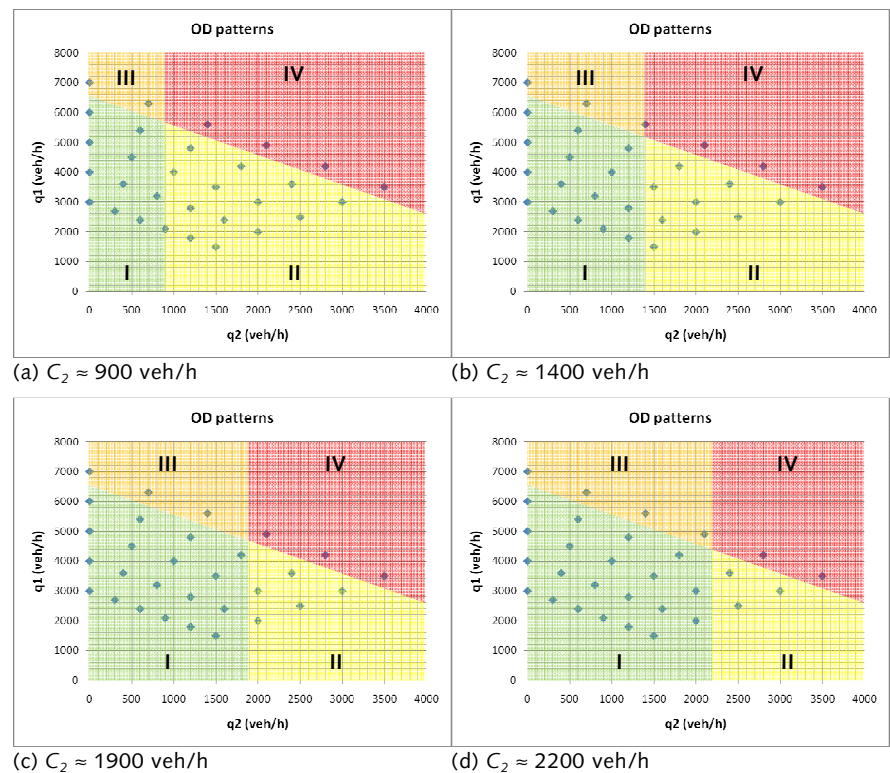 OD patterns
8000
7000
6000
5000
4000
3000
2000
1000
0
q1 (veh/h)
III
IV
I
II
0 500 1000 1500 2000 2500 3000 3500 4000
q2 (veh/h)
(a) C₂ ≈ 900 veh/h
OD patterns
8000
7000
6000
5000
4000
3000
2000
1000
0
q1 (veh/h)
III
IV
I
II
0 500 1000 1500 2000 2500 3000 3500 4000
q2 (veh/h)
(b) C₂ ≈ 1400 veh/h
OD patterns
8000
7000
6000
5000
4000
3000
2000
1000
0
q1 (veh/h)
III
IV
I
II
0 500 1000 1500 2000 2500 3000 3500 4000
q2 (veh/h)
(c) C₂ ≈ 1900 veh/h
OD patterns
8000
7000
6000
5000
4000
3000
2000
1000
0
q1 (veh/h)
III
IV
I
II
0 500 1000 1500 2000 2500 3000 3500 4000
q2 (veh/h)
(d) C₂ ≈ 2200 veh/h